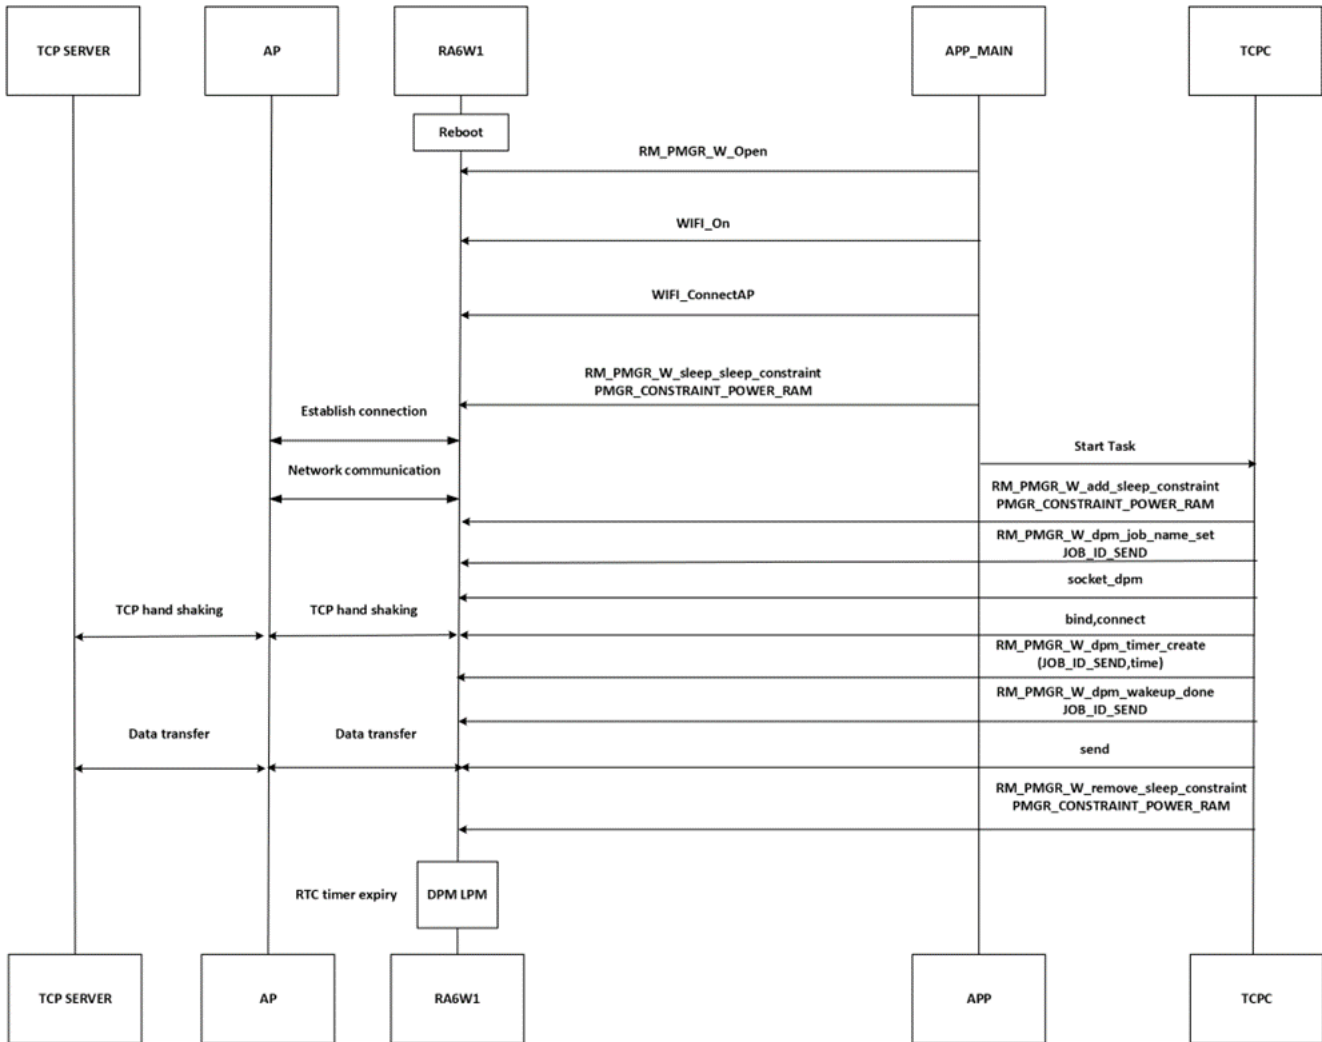 TCP SERVER
AP
RA6W1
APP_MAIN
TCPC
Reboot
RM_PMGR_W_Open
WIFI_On
WIFI_ConnectAP
RM_PMGR_W_sleep_sleep_constraint
PMGR_CONSTRAINT_POWER_RAM
Establish connection
Start Task
Network communication
RM_PMGR_W_add_sleep_constraint
PMGR_CONSTRAINT_POWER_RAM
RM_PMGR_W_dpm_job_name_set
JOB_ID_SEND
socket_dpm
TCP hand shaking
TCP hand shaking
bind,connect
RM_PMGR_W_dpm_timer_create
(JOB_ID_SEND,time)
RM_PMGR_W_dpm_wakeup_done
JOB_ID_SEND
Data transfer
Data transfer
send
RM_PMGR_W_remove_sleep_constraint
PMGR_CONSTRAINT_POWER_RAM
RTC timer expiry
DPM LPM
TCP SERVER
AP
RA6W1
APP
TCPC